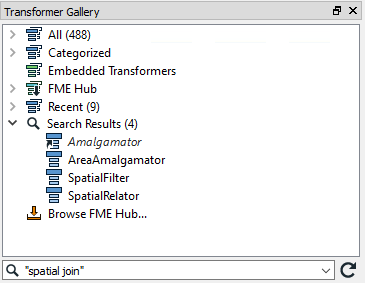 Transformer Gallery
All (488)
Categorized
Embedded Transformers
FME Hub
Recent (9)
Search Results (4)
Amalgamator
AreaAmalgamator
SpatialFilter
SpatialRelator
Browse FME Hub...
"spatial join"